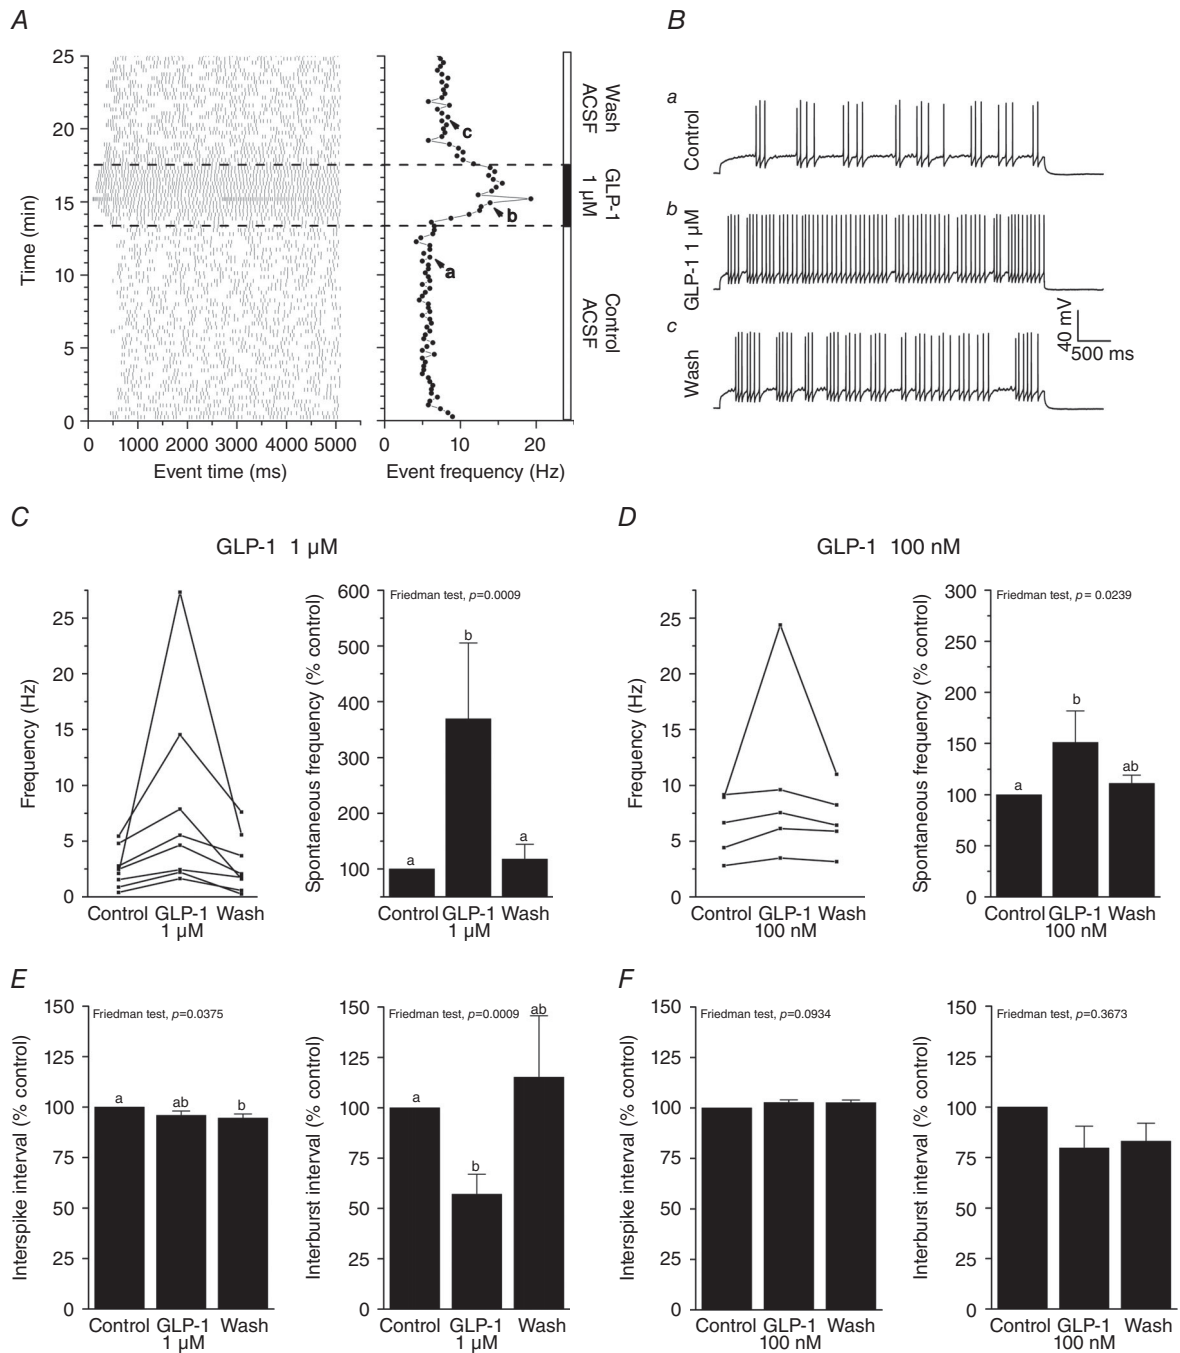 A
25
20
15
10
5
0
Time (min)
0 1000 2000 3000 4000 5000
Event time (ms)
0 10 20
Event frequency (Hz)
a
b
c
Wash
ACSF
GLP-1
1 µM
Control
ACSF
B
a
Control
b
GLP-1 1 µM
c
Wash
40 mV
500 ms
C
GLP-1 1 µM
25
20
15
10
5
0
Frequency (Hz)
Control GLP-1 Wash
1 µM
600
500
400
300
200
100
Spontaneous frequency (% control)
Friedman test, p=0.0009
a
b
a
Control GLP-1 Wash
1 µM
D
GLP-1 100 nM
25
20
15
10
5
0
Frequency (Hz)
Control GLP-1 Wash
100 nM
300
250
200
150
100
50
0
Spontaneous frequency (% control)
Friedman test, p= 0.0239
a
b
ab
Control GLP-1 Wash
100 nM
E
150
125
100
75
50
25
0
Interspike interval (% control)
Friedman test, p=0.0375
a
ab
b
Control GLP-1 Wash
1 µM
150
125
100
75
50
25
0
Interburst interval (% control)
Friedman test, p=0.0009
a
b
ab
Control GLP-1 Wash
1 µM
F
150
125
100
75
50
25
0
Interspike interval (% control)
Friedman test, p=0.0934
Control GLP-1 Wash
100 nM
150
125
100
75
50
25
0
Interburst interval (% control)
Friedman test, p=0.3673
Control GLP-1 Wash
100 nM